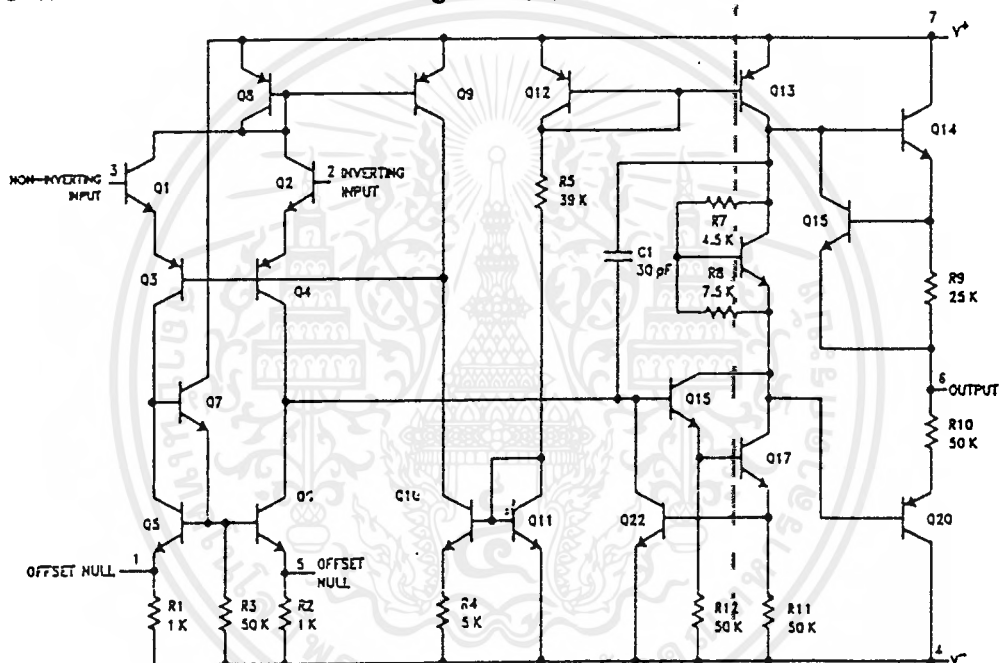 7
V+
Q8
Q9
Q12
Q13
Q14
3
NON-INVERTING
INPUT
Q1
Q2
2 INVERTING
INPUT
R5
39 K
R7
4.5 K
Q15
C1
30 pF
R8
7.5 K
Q3
Q4
R9
25 K
6
OUTPUT
Q7
Q15
R10
50 K
Q17
Q5
Q10
Q11
Q22
Q20
OFFSET NULL
1
5 OFFSET
NULL
R1
1 K
R3
50 K
R2
1 K
R4
5 K
R12
50 K
R11
50 K
4
V-